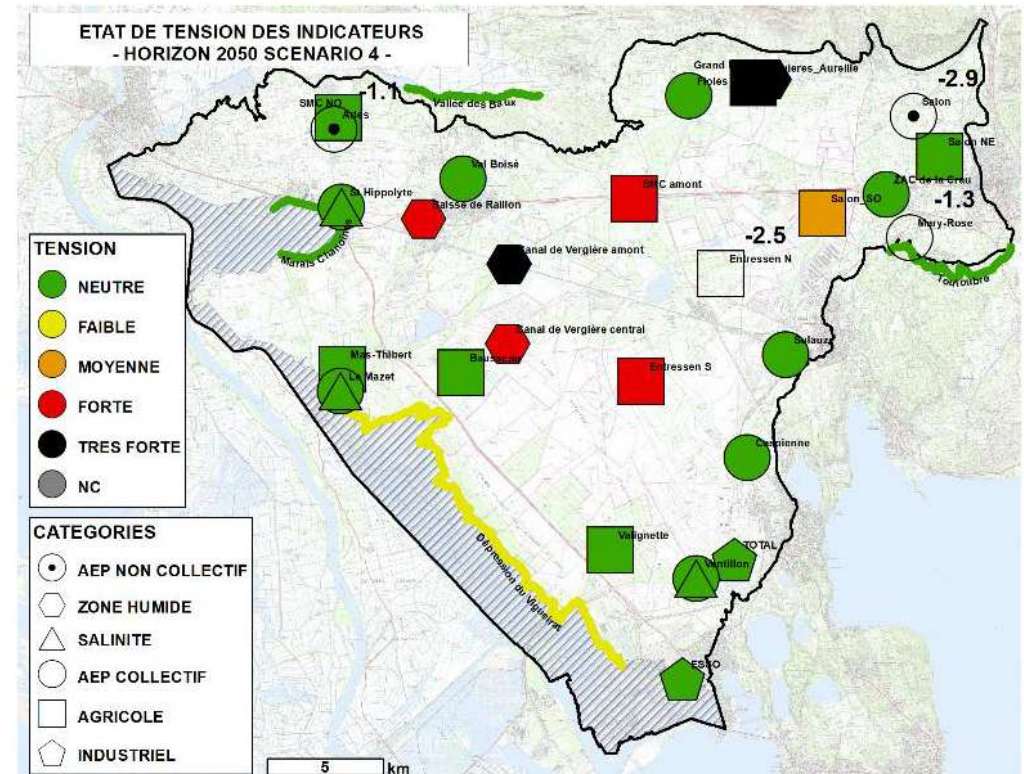 ETAT DE TENSION DES INDICATEURS
- HORIZON 2050 SCENARIO 4 -
Grand
Fioles
ieres_Aureille
-2.9
-1.1
Vallée des Baux
SMC NO
Arles
Salon
Salon NE
Val Boisé
ZAC de la Crau
St Hippolyte
SMC amont
Salon_SO
-1.3
Baisse de Raillon
Mary-Rose
-2.5
Marais Chanoines
Canal de Vergière amont
Entressen N
Touloubre
TENSION
NEUTRE
FAIBLE
MOYENNE
FORTE
TRES FORTE
NC
Canal de Vergière central
Sulauze
Mas-Thibert
Le Mazet
Entressen S
Caspienne
Dépression du Vigueirat
Valignette
TOTAL
Ventillon
ESSO
CATEGORIES
AEP NON COLLECTIF
ZONE HUMIDE
SALINITE
AEP COLLECTIF
AGRICOLE
INDUSTRIEL
5 km